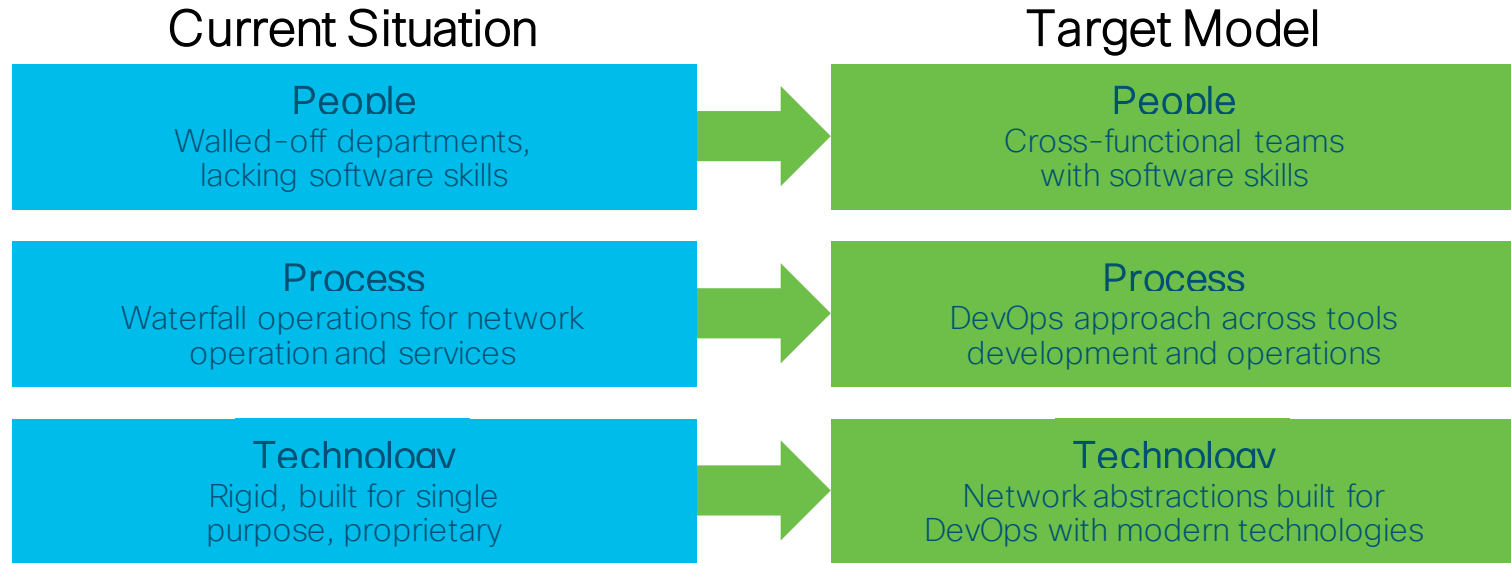 Current Situation
Target Model
People
Walled-off departments,
lacking software skills
People
Cross-functional teams
with software skills
Process
Waterfall operations for network
operation and services
Process
DevOps approach across tools
development and operations
Technology
Rigid, built for single
purpose, proprietary
Technology
Network abstractions built for
DevOps with modern technologies